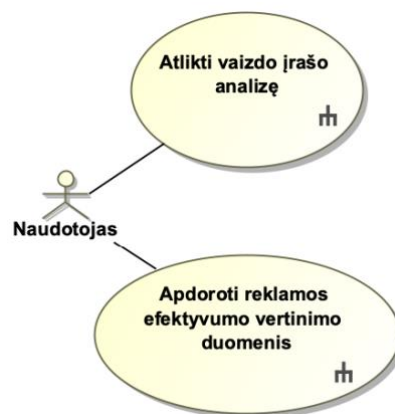 Atlikti vaizdo įrašo
analizę
Naudotojas
Apdoroti reklamos
efektyvumo vertinimo
duomenis